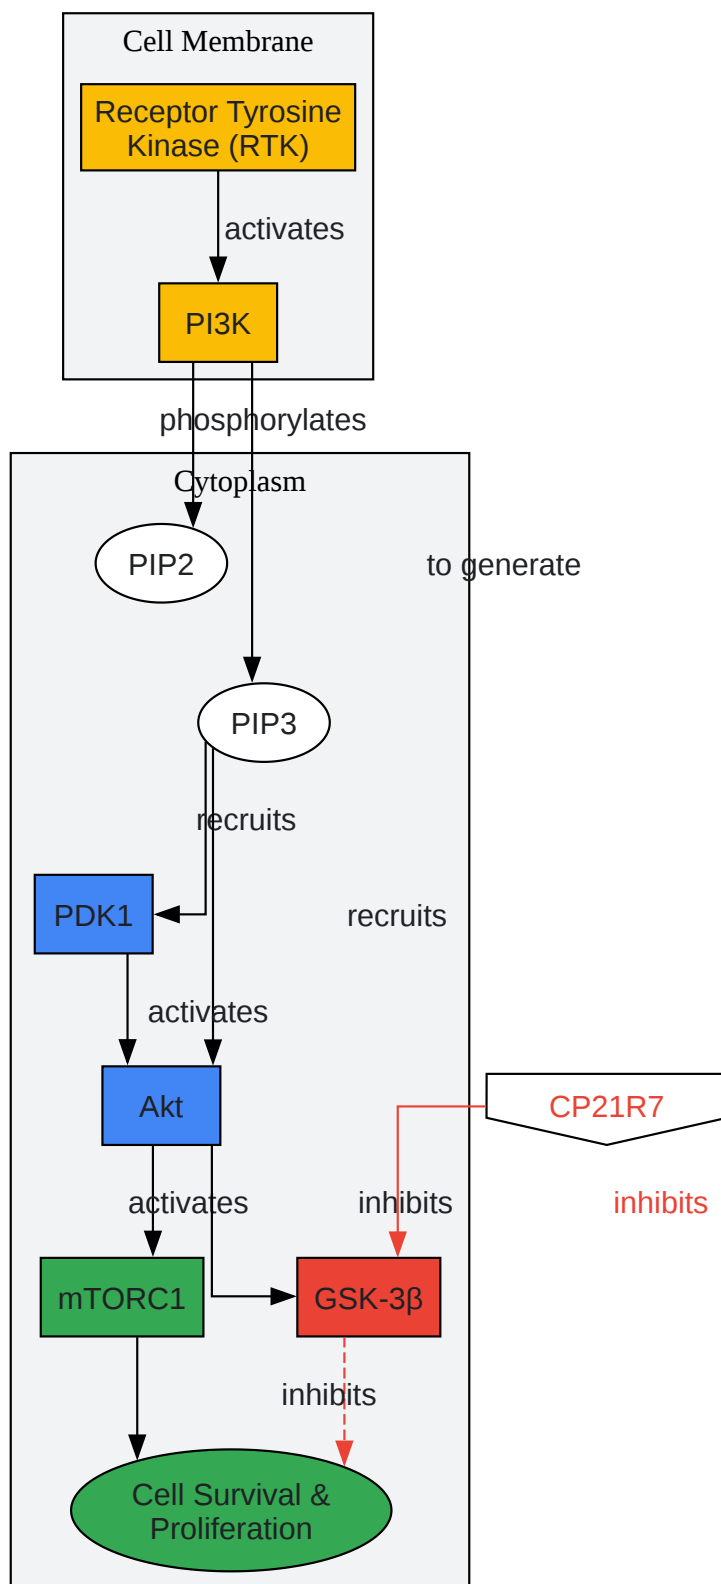 Cell Membrane
Receptor Tyrosine
Kinase (RTK)
activates
PI3K
phosphorylates
Cytoplasm
PIP2
to generate
PIP3
recruits
PDK1
recruits
activates
Akt
CP21R7
activates
inhibits
inhibits
mTORC1
GSK-3β
inhibits
Cell Survival &
Proliferation